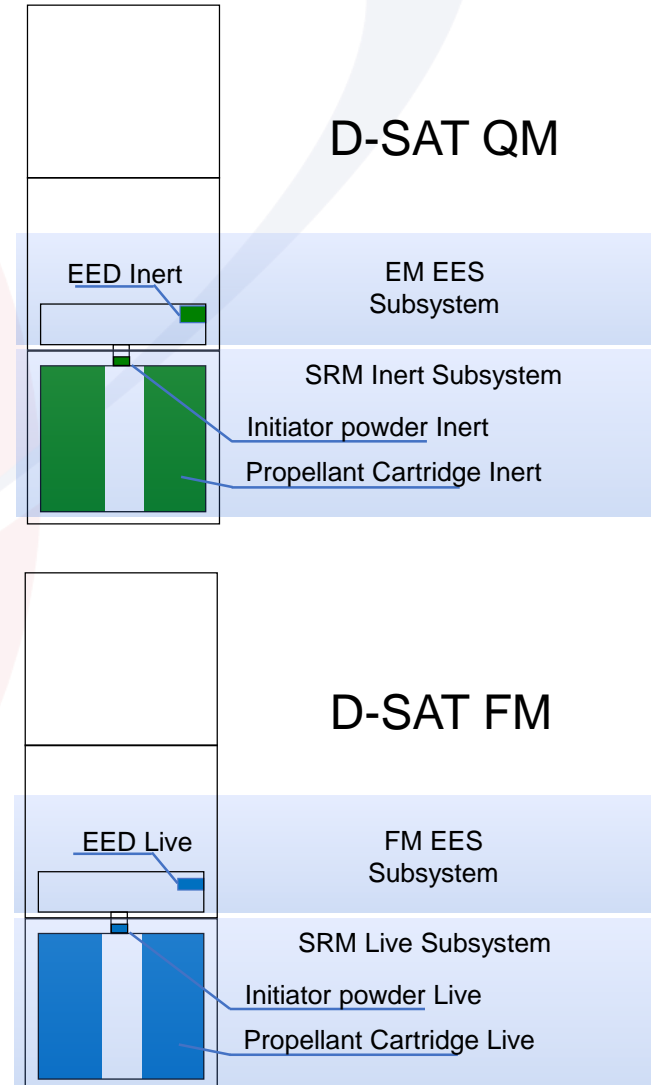 D-SAT QM
EED Inert
EM EES
Subsystem
SRM Inert Subsystem
Initiator powder Inert
Propellant Cartridge Inert
D-SAT FM
EED Live
FM EES
Subsystem
SRM Live Subsystem
Initiator powder Live
Propellant Cartridge Live